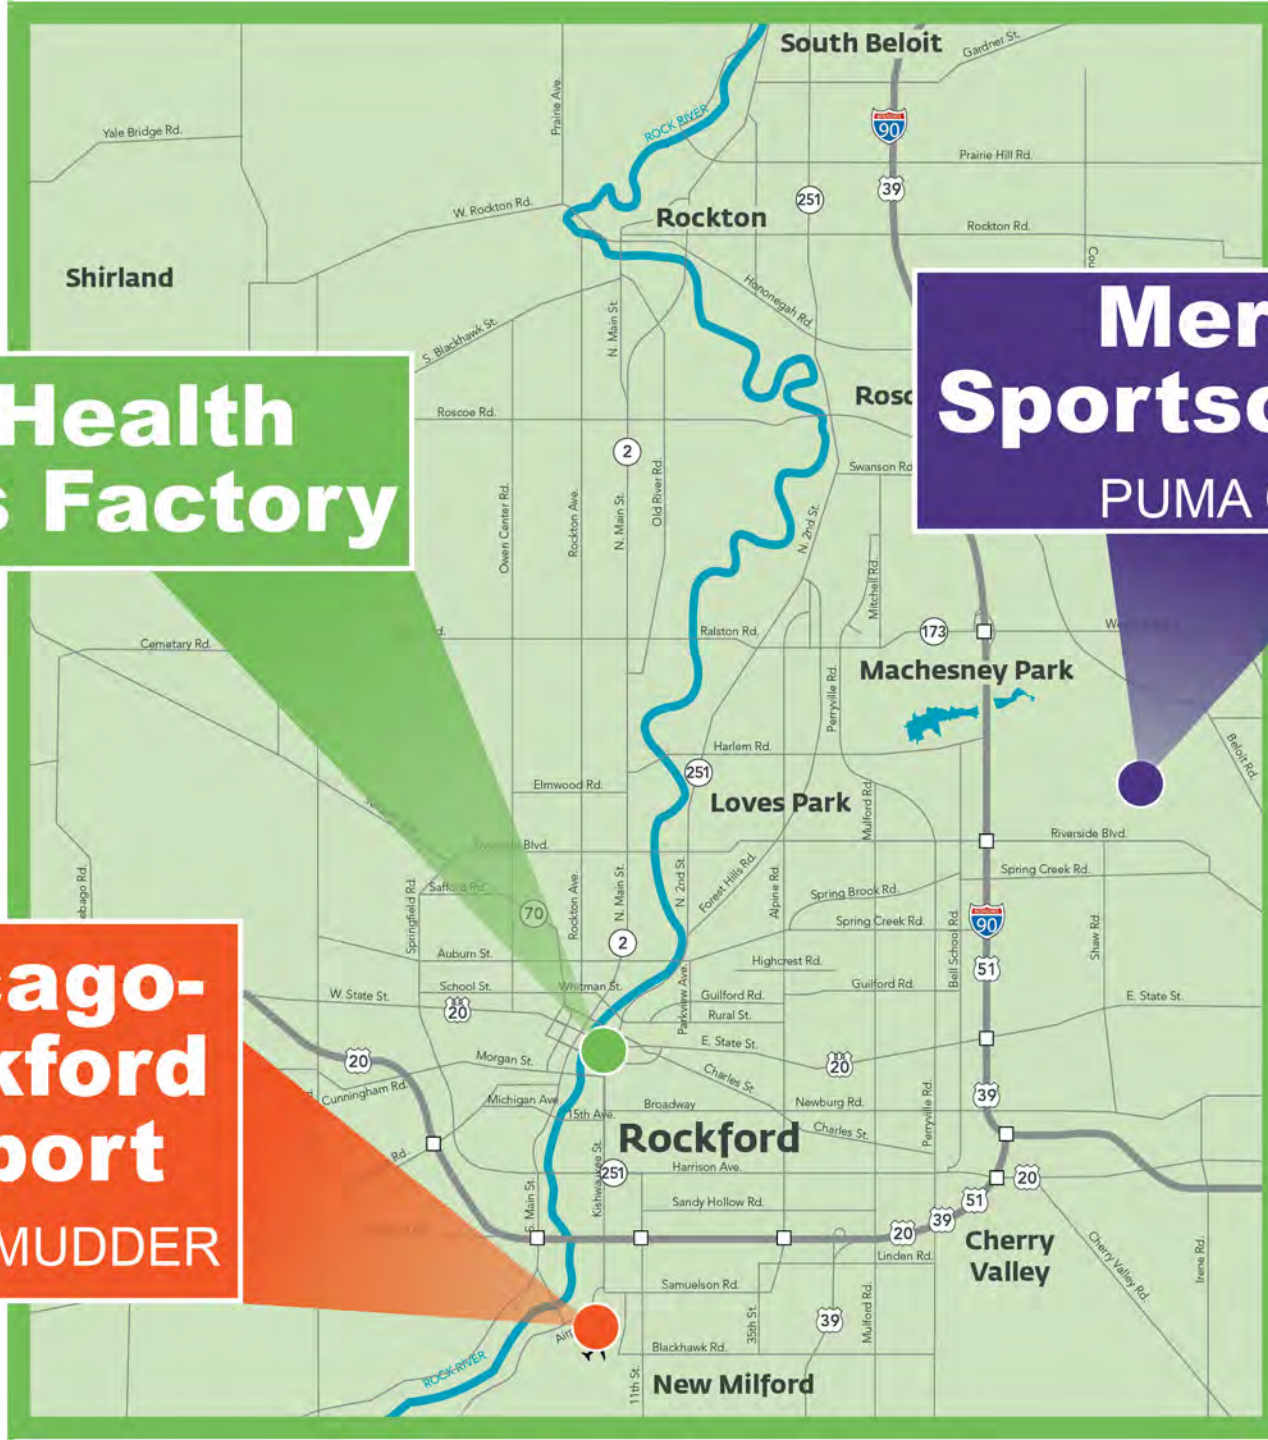 South Beloit
Gardner St.
Prairie Ave.
ROCK RIVER
90
Yale Bridge Rd.
Prairie Hill Rd.
39
251
W. Rockton Rd.
Rockton
Rockton Rd.
Shirland
Cou
Hononegah Rd.
N. Main St.
S. Blackhawk St.
Mer
Sportsc
PUMA
Health
s Factory
Rosc
Roscoe Rd.
2
Swanson Rd
Old River Rd.
Owen Center Rd.
Rockton Ave.
N. Main St.
N. 2nd St.
Mitchell Rd.
Cemetary Rd.
d.
Ralston Rd.
173
Machesney Park
Perryville Rd.
Harlem Rd.
Beloit Rd.
251
Elmwood Rd.
Loves Park
Mulford Rd.
Riverside Blvd.
Blvd.
Spring Creek Rd.
Forest Hills Rd.
Safford Rd.
Spring Brook Rd.
ebago Rd.
Springfield Rd.
70
Rockton Ave.
N. Main St.
N. 2nd St.
Alpine Rd.
Spring Creek Rd.
90
Bell School Rd.
Shaw Rd.
2
Auburn St.
Highcrest Rd.
51
School St.
Whitman St.
Guilford Rd.
W. State St.
Guilford Rd.
E. State St.
20
Parkview Ave.
Rural St.
cago-
kford
port
MUDDER
E. State St.
20
Morgan St.
20
Charles St.
Cunningham Rd.
39
Michigan Ave.
Broadway
Newburg Rd.
15th Ave.
Perryville Rd.
Charles St.
Rockford
Rd.
Kishwaukee St.
251
Harrison Ave.
20
S. Main St.
Sandy Hollow Rd.
51
39
20
Cherry
Valley
Linden Rd.
Cherry Valley Rd.
Irene Rd.
Samuelson Rd.
35th St.
39
Mulford Rd.
Blackhawk Rd.
ROCK RIVER
11th St.
New Milford